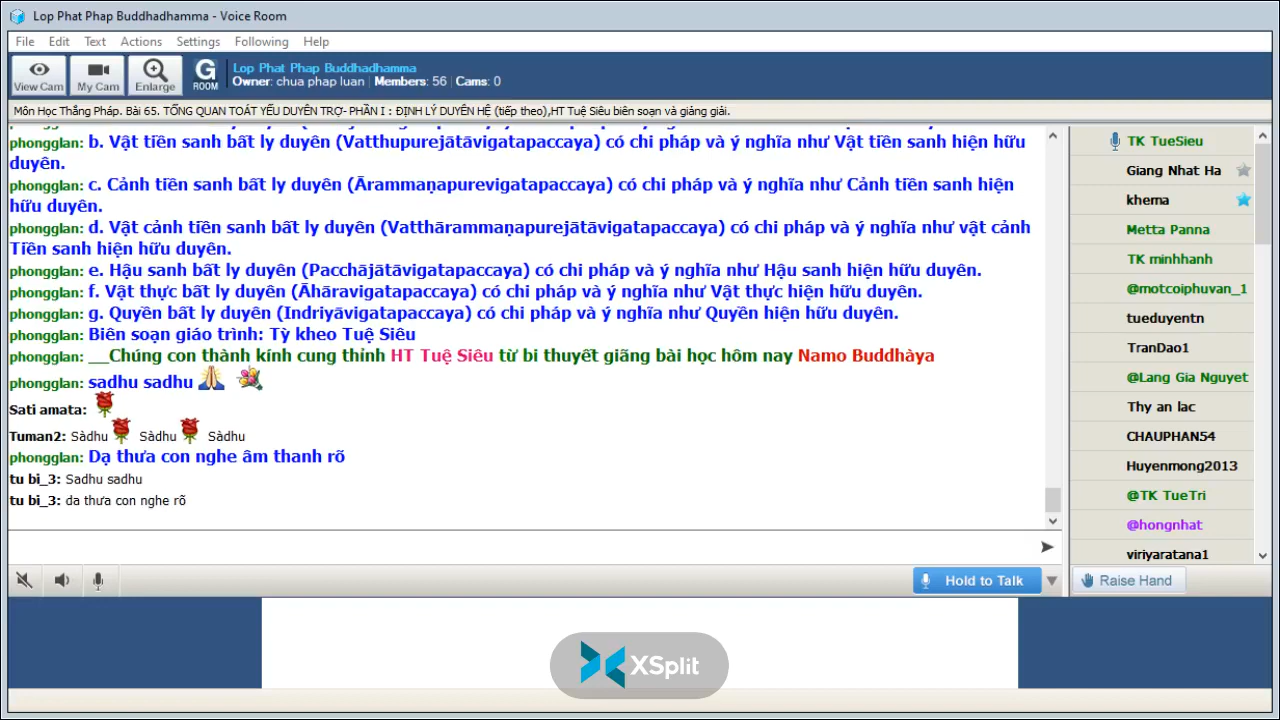 Lop Phat Phap Buddhadhamma - Voice Room
File Edit Text Actions Settings Following Help
View Cam My Cam Enlarge G ROOM
Lop Phat Phap Buddhadhamma
Owner: chua phap luan | Members: 56 | Cams: 0
Môn Học Thắng Pháp. Bài 65. TỔNG QUAN TOÁT YẾU DUYÊN TRỢ- PHẦN I : ĐỊNH LÝ DUYÊN HỆ (tiếp theo),HT Tuệ Siêu biên soạn và giảng giải.
phongglan: b. Vật tiền sanh bất ly duyên (Vatthupurejātāvigatapaccaya) có chi pháp và ý nghĩa như Vật tiền sanh hiện hữu
duyên.
phongglan: c. Cảnh tiền sanh bất ly duyên (Ārammaṇapurevigatapaccaya) có chi pháp và ý nghĩa như Cảnh tiền sanh hiện
hữu duyên.
phongglan: d. Vật cảnh tiền sanh bất ly duyên (Vatthārammaṇapurejātāvigatapaccaya) có chi pháp và ý nghĩa như vật cảnh
Tiền sanh hiện hữu duyên.
phongglan: e. Hậu sanh bất ly duyên (Pacchājātāvigatapaccaya) có chi pháp và ý nghĩa như Hậu sanh hiện hữu duyên.
phongglan: f. Vật thực bất ly duyên (Āhāravigatapaccaya) có chi pháp và ý nghĩa như Vật thực hiện hữu duyên.
phongglan: g. Quyền bất ly duyên (Indriyāvigatapaccaya) có chi pháp và ý nghĩa như Quyền hiện hữu duyên.
phongglan: Biên soạn giáo trình: Tỳ kheo Tuệ Siêu
phongglan: __Chúng con thành kính cung thỉnh HT Tuệ Siêu từ bi thuyết giãng bài học hôm nay Namo Buddhàya
phongglan: sadhu sadhu
Sati amata:
Tuman2: Sàdhu Sàdhu Sàdhu
phongglan: Dạ thưa con nghe âm thanh rõ
tu bi_3: Sadhu sadhu
tu bi_3: da thưa con nghe rõ
TK TueSieu
Giang Nhat Ha
khema
Metta Panna
TK minhhanh
@motcoiphuvan_1
tueduyentn
TranDao1
@Lang Gia Nguyet
Thy an lac
CHAUPHAN54
Huyenmong2013
@TK TueTri
@hongnhat
viriyaratana1
Hold to Talk
Raise Hand
XSplit